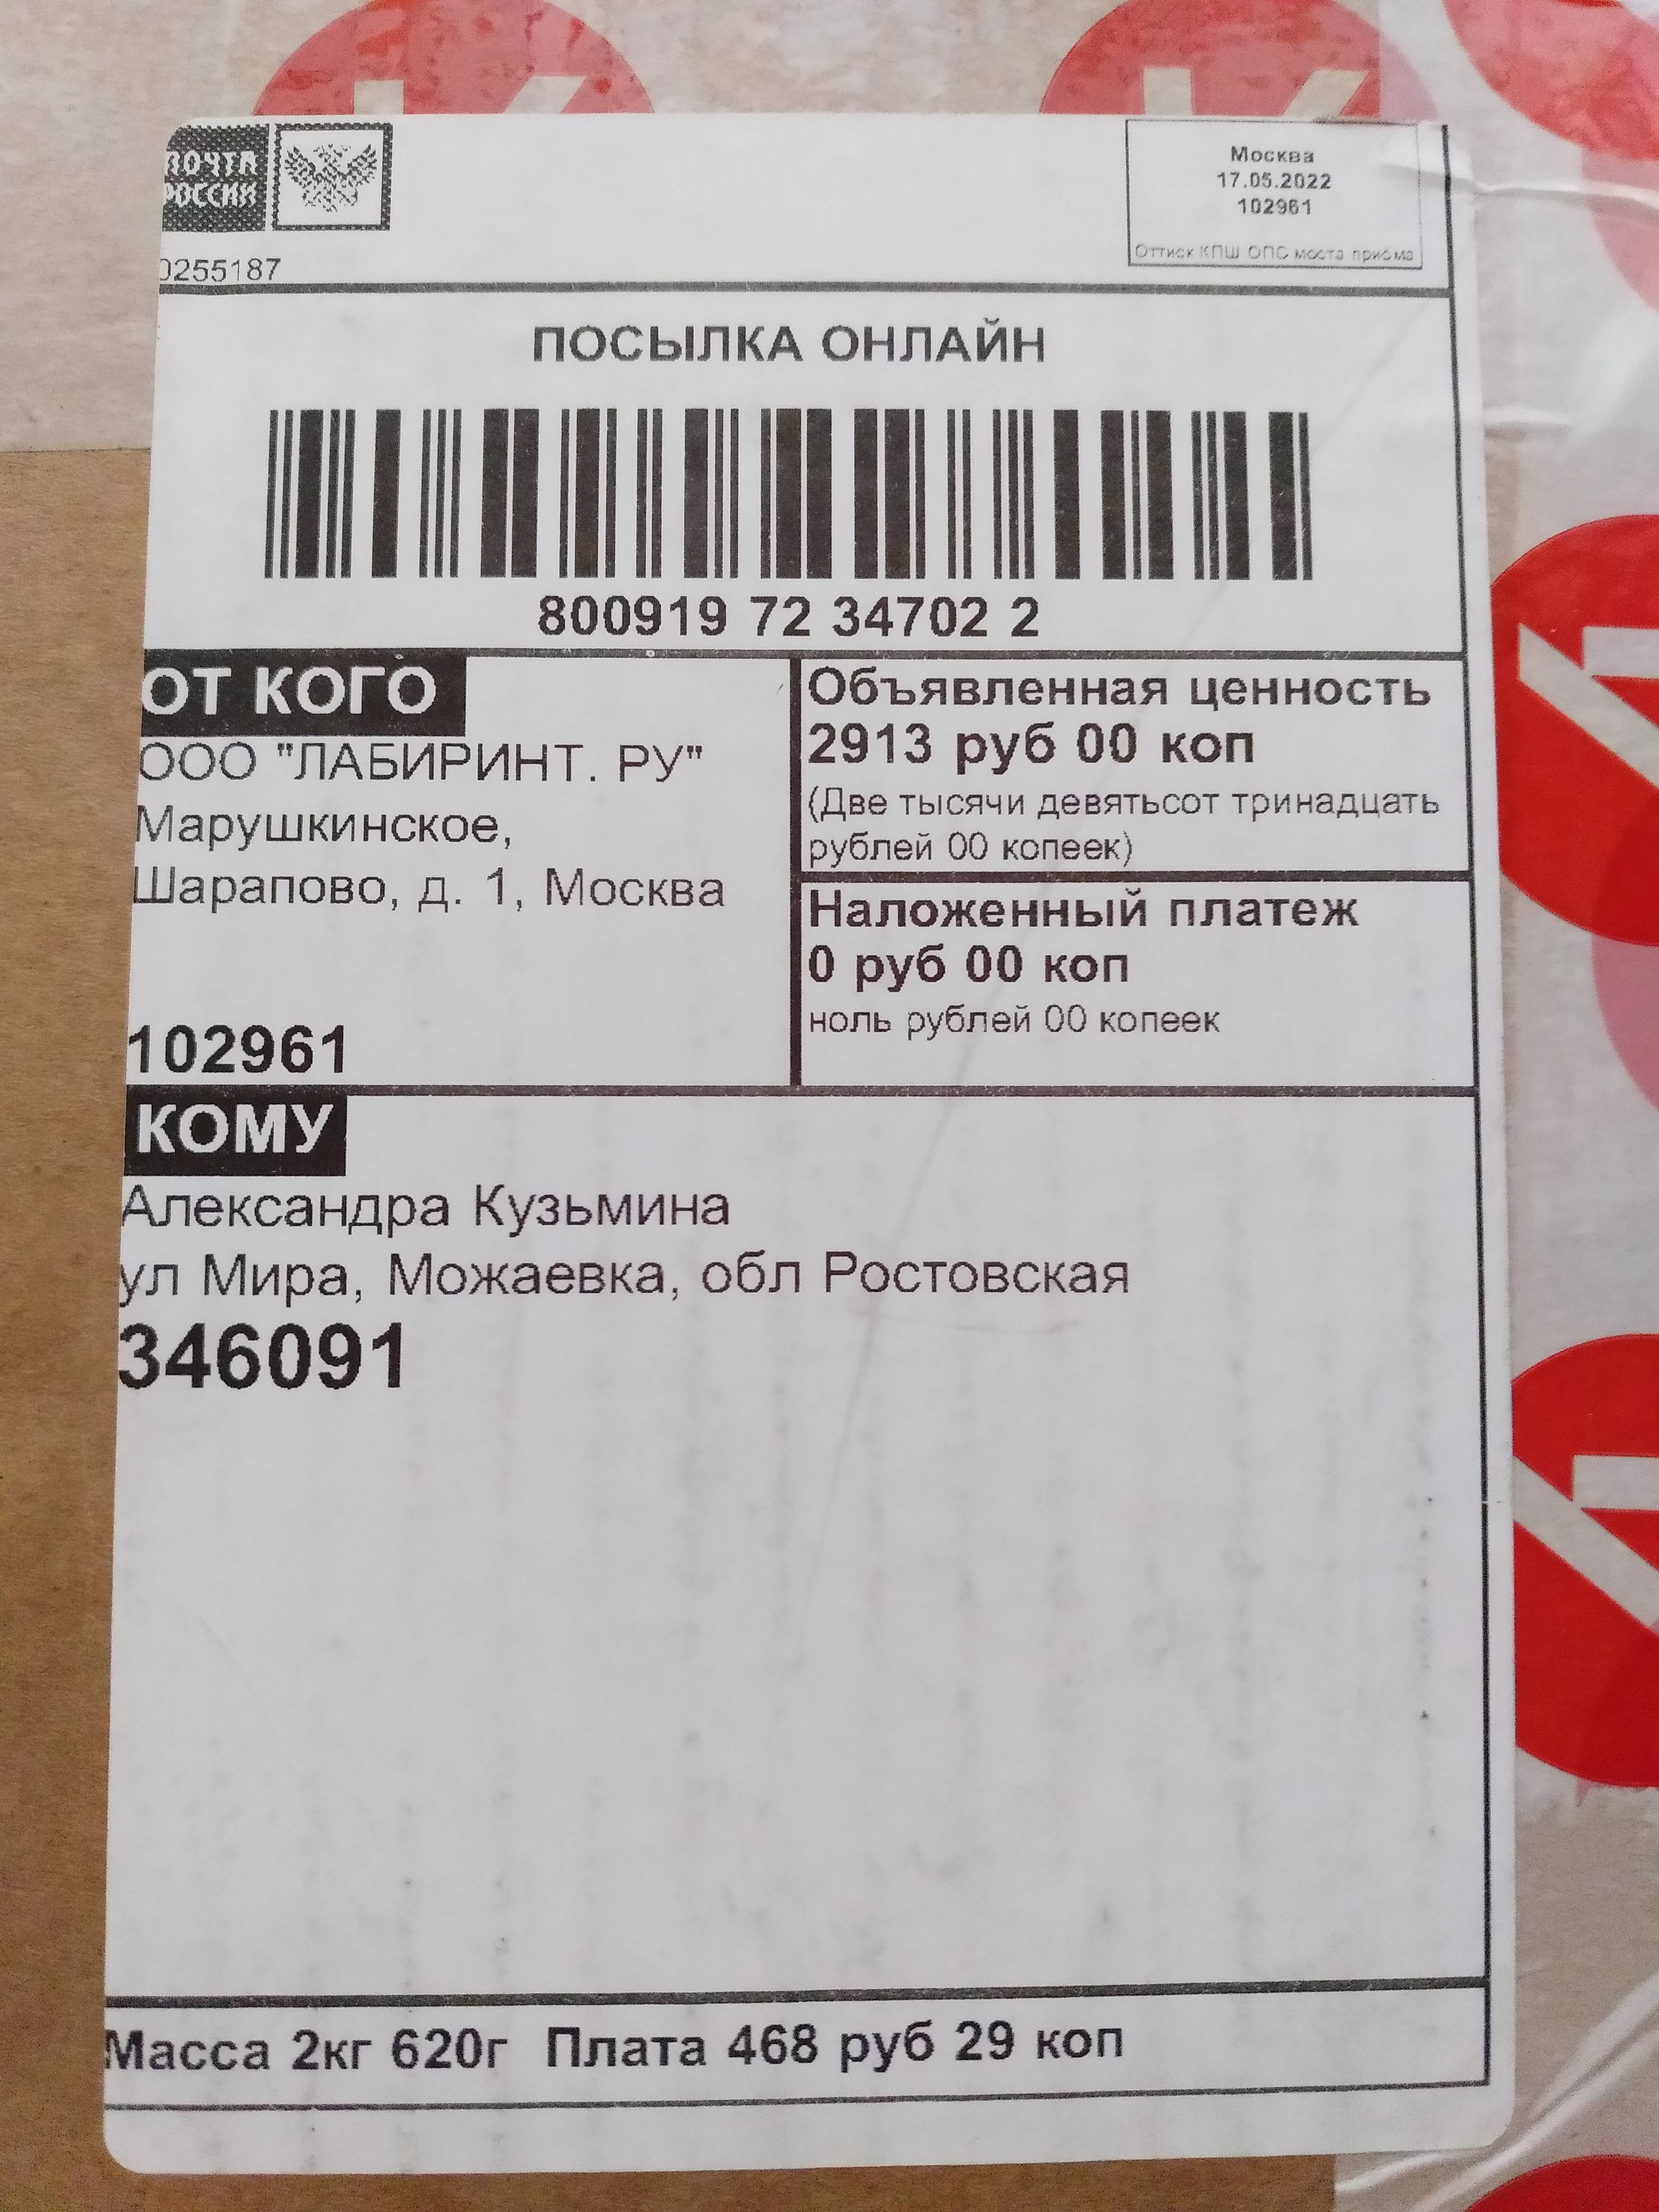 ПОЧТА
РОССИИ
0255187
Москва
17.05.2022
102961
Оттиск КПШ ОПС места приема
ПОСЫЛКА ОНЛАЙН
800919 72 34702 2
ОТ КОГО
ООО "ЛАБИРИНТ. РУ"
Марушкинское,
Шарапово, д. 1, Москва
102961
Объявленная ценность
2913 руб 00 коп
(Две тысячи девятьсот тринадцать
рублей 00 копеек)
Наложенный платеж
0 руб 00 коп
ноль рублей 00 копеек
КОМУ
Александра Кузьмина
ул Мира, Можаевка, обл Ростовская
346091
Масса 2кг 620г Плата 468 руб 29 коп